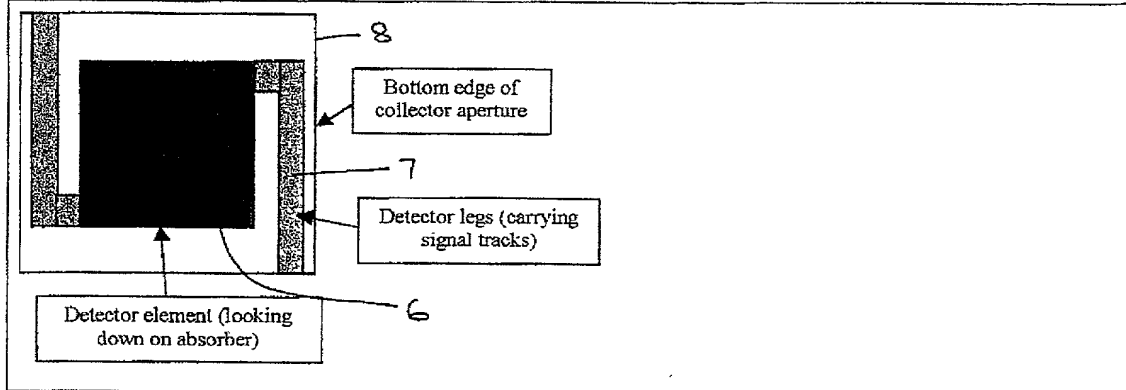 8
Bottom edge of
collector aperture
7
Detector legs (carrying
signal tracks)
6
Detector element (looking
down on absorber)